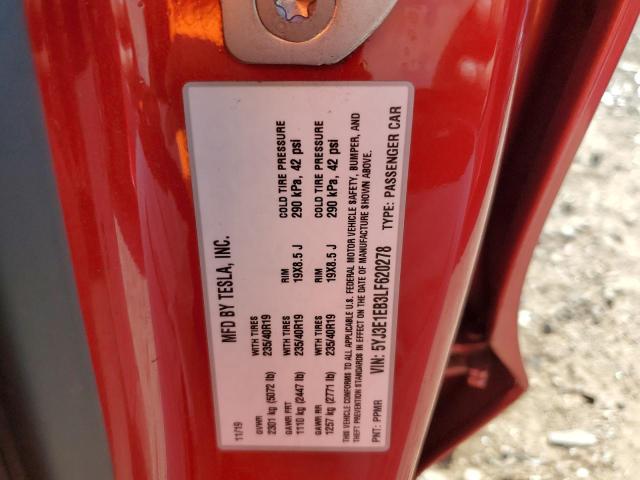 MFD BY TESLA, INC.
11/19
GVWR WITH TIRES RIM COLD TIRE PRESSURE
2301 kg (5072 lb) 235/40R19 19X8.5 J 290 kPa, 42 psi
GAWR FRT WITH TIRES
1110 kg (2447 lb) 235/40R19
GAWR RR WITH TIRES RIM COLD TIRE PRESSURE
1257 kg (2771 lb) 235/40R19 19X8.5 J 290 kPa, 42 psi
THIS VEHICLE CONFORMS TO ALL APPLICABLE U.S. FEDERAL MOTOR VEHICLE SAFETY, BUMPER, AND
THEFT PREVENTION STANDARDS IN EFFECT ON THE DATE OF MANUFACTURE SHOWN ABOVE.
PNT: PPMR VIN: 5YJ3E1EB3LF620278 TYPE: PASSENGER CAR